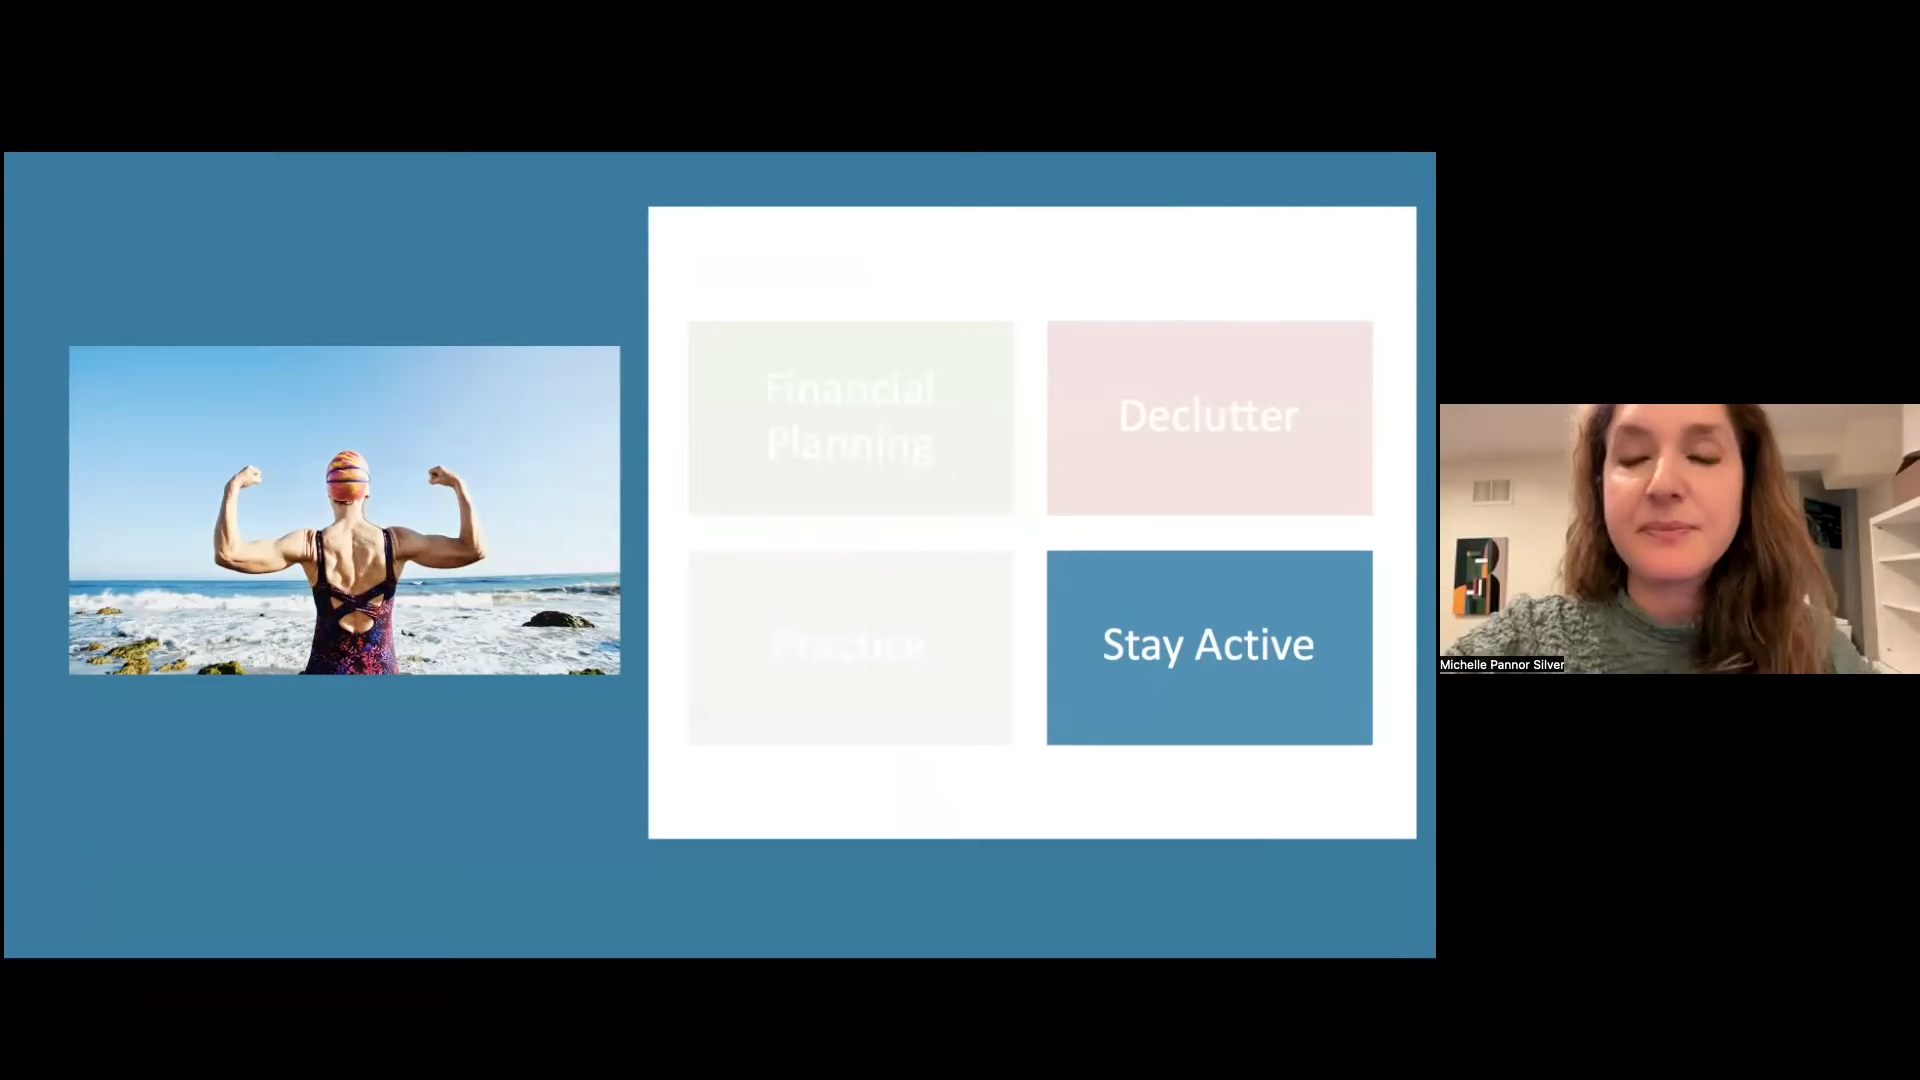 Financial
Planning
Declutter
Practice
Stay Active
Michelle Pannor Silver